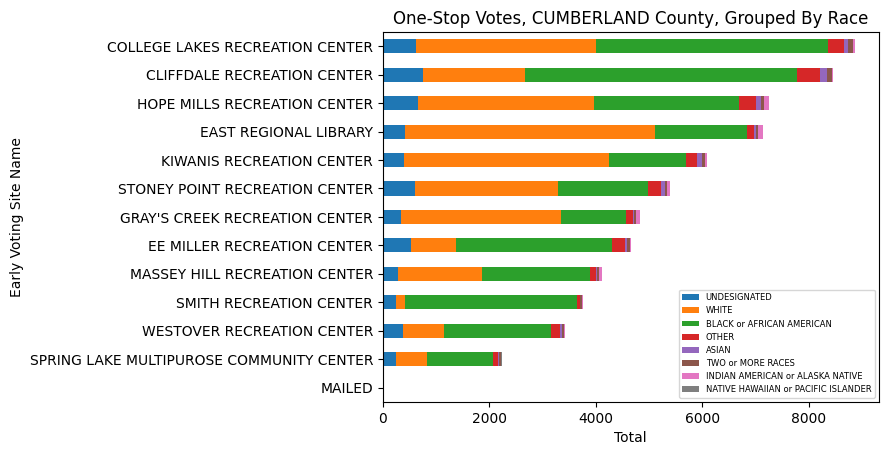 One-Stop Votes, CUMBERLAND County, Grouped By Race
Early Voting Site Name
COLLEGE LAKES RECREATION CENTER
CLIFFDALE RECREATION CENTER
HOPE MILLS RECREATION CENTER
EAST REGIONAL LIBRARY
KIWANIS RECREATION CENTER
STONEY POINT RECREATION CENTER
GRAY'S CREEK RECREATION CENTER
EE MILLER RECREATION CENTER
MASSEY HILL RECREATION CENTER
SMITH RECREATION CENTER
WESTOVER RECREATION CENTER
SPRING LAKE MULTIPUROSE COMMUNITY CENTER
MAILED
UNDESIGNATED
WHITE
BLACK or AFRICAN AMERICAN
OTHER
ASIAN
TWO or MORE RACES
INDIAN AMERICAN or ALASKA NATIVE
NATIVE HAWAIIAN or PACIFIC ISLANDER
0 2000 4000 6000 8000
Total